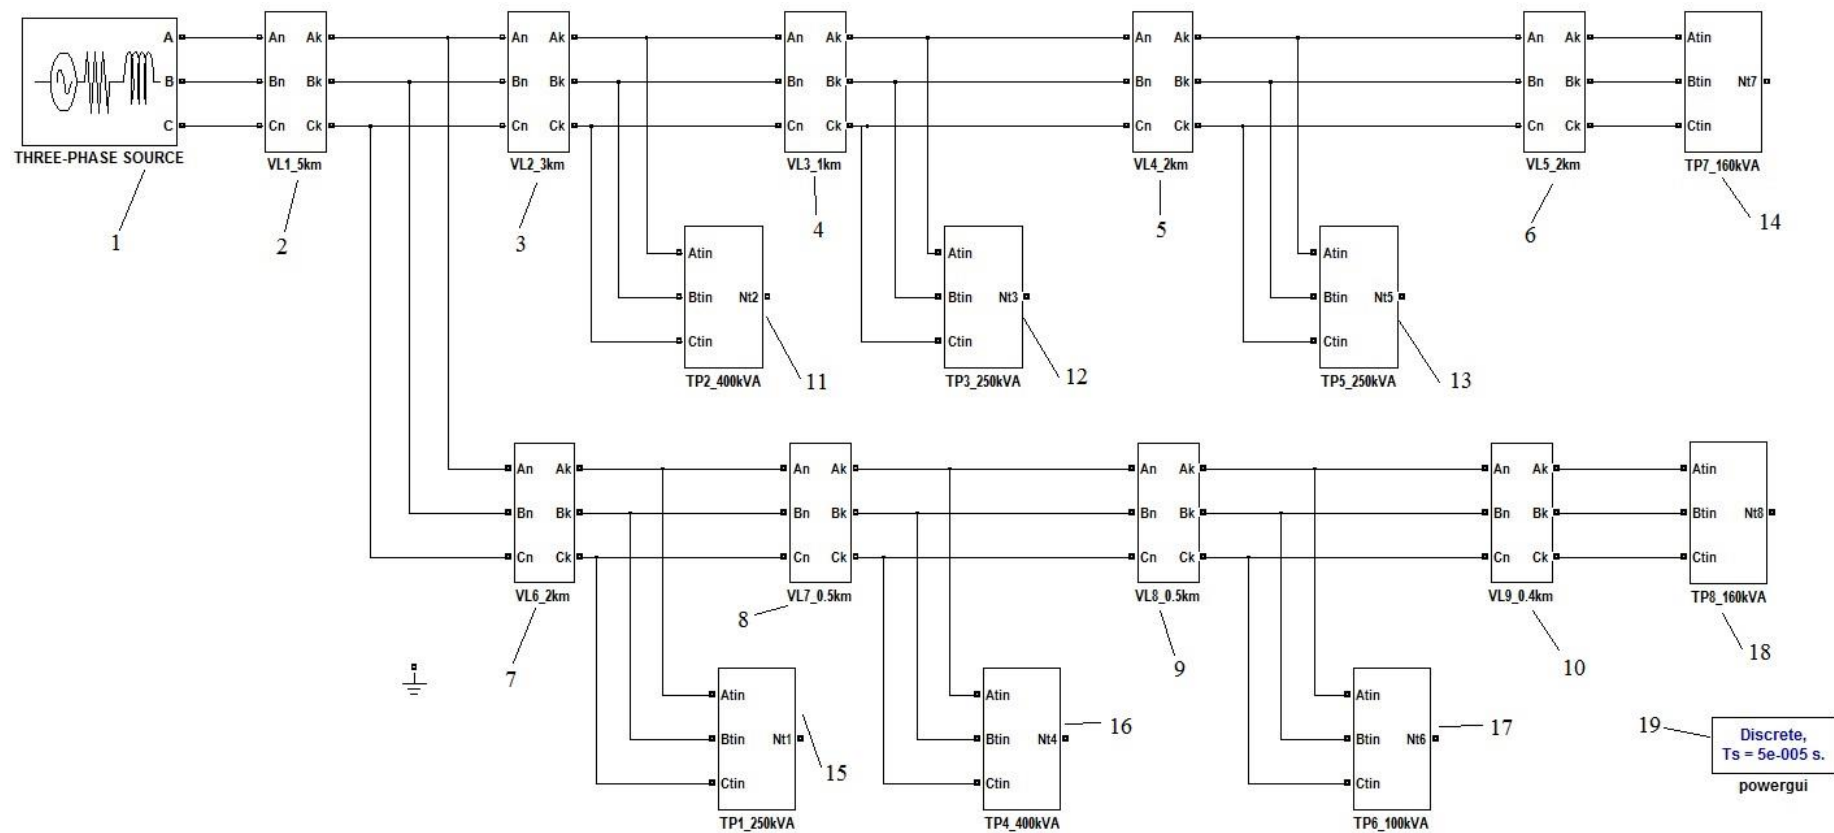 A An Ak An Ak An Ak An Ak An Ak Atin
B Bn Bk Bn Bk Bn Bk Bn Bk Bn Bk Btin Nt7
C Cn Ck Cn Ck Cn Ck Cn Ck Cn Ck Ctin
THREE-PHASE SOURCE VL1_5km VL2_3km VL3_1km VL4_2km VL5_2km TP7_160kVA
1 2 3 4 5 6 14
Atin Atin Atin
Btin Nt2 Btin Nt3 Btin Nt5
Ctin Ctin Ctin
TP2_400kVA 11 TP3_250kVA 12 TP5_250kVA 13
An Ak An Ak An Ak An Ak Atin
Bn Bk Bn Bk Bn Bk Bn Bk Btin Nt8
Cn Ck Cn Ck Cn Ck Cn Ck Ctin
VL6_2km VL7_0.5km VL8_0.5km VL9_0.4km TP8_160kVA
7 8 9 10 18
Atin Atin Atin
Btin Nt1 Btin Nt4 Btin Nt6
Ctin Ctin Ctin
15 16 17 19
TP1_250kVA TP4_400kVA TP6_100kVA
Discrete,
Ts = 5e-005 s.
powergui